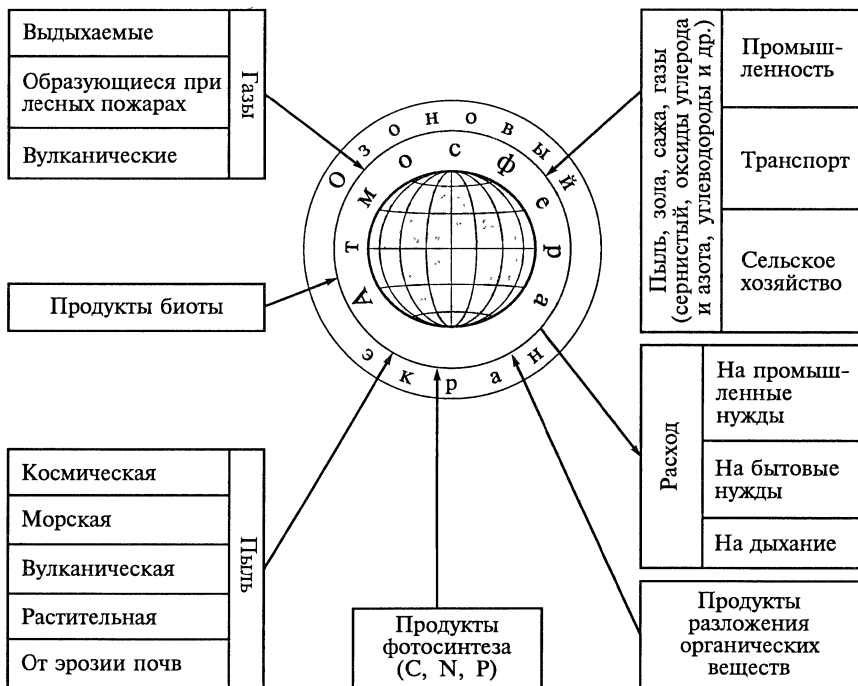 Выдыхаемые
Образующиеся при
лесных пожарах
Вулканические
Газы
Озоновый
экран
Атмосфера
Пыль, зола, сажа, газы
(сернистый, оксиды углерода
и азота, углеводороды и др.)
Промыш-
ленность
Транспорт
Сельское
хозяйство
Продукты биоты
Расход
На промыш-
ленные
нужды
На бытовые
нужды
На дыхание
Космическая
Морская
Вулканическая
Растительная
От эрозии почв
Пыль
Продукты
фотосинтеза
(C, N, P)
Продукты
разложения
органических
веществ